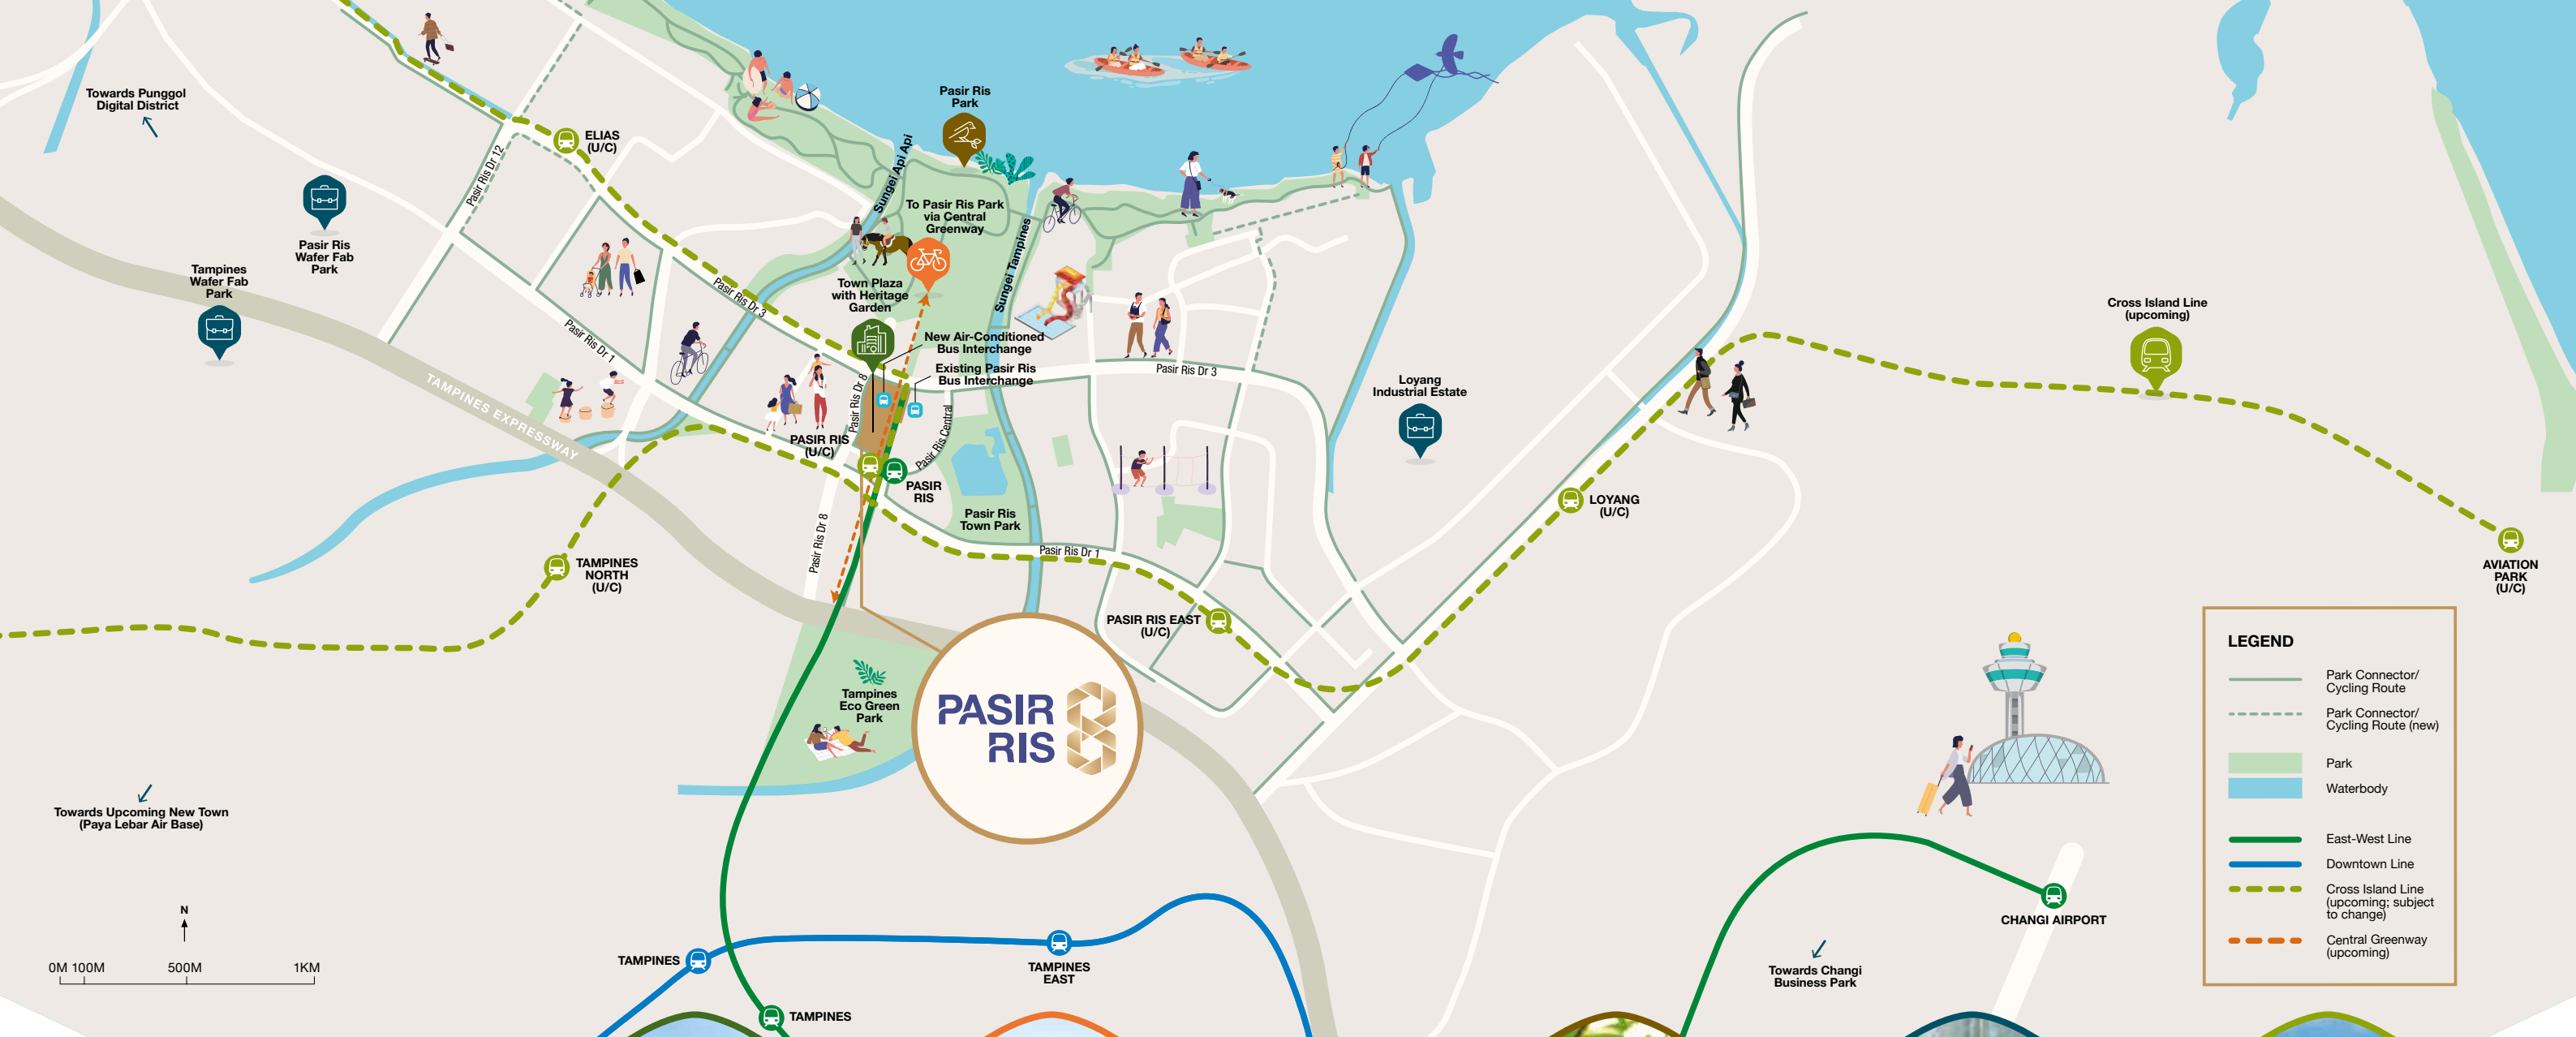 Towards Punggol
Digital District
ELIAS
(U/C)
Pasir Ris
Park
Pasir Ris Dr 12
Sungei Api Api
Pasir Ris
Wafer Fab
Park
Tampines
Wafer Fab
Park
To Pasir Ris Park
via Central
Greenway
Sungei Tampines
Town Plaza
with Heritage
Garden
Pasir Ris Dr 3
Pasir Ris Dr 1
New Air-Conditioned
Bus Interchange
Existing Pasir Ris
Bus Interchange
Pasir Ris Dr 8
Pasir Ris Dr 3
Loyang
Industrial Estate
Cross Island Line
(upcoming)
TAMPINES EXPRESSWAY
PASIR RIS
(U/C)
Pasir Ris Central
PASIR
RIS
Pasir Ris
Town Park
Pasir Ris Dr 8
Pasir Ris Dr 1
LOYANG
(U/C)
TAMPINES
NORTH
(U/C)
PASIR RIS EAST
(U/C)
AVIATION
PARK
(U/C)
Tampines
Eco Green
Park
PASIR
RIS 8
Towards Upcoming New Town
(Paya Lebar Air Base)
N
0M 100M 500M 1KM
TAMPINES
TAMPINES
EAST
TAMPINES
CHANGI AIRPORT
Towards Changi
Business Park
LEGEND
Park Connector/
Cycling Route
Park Connector/
Cycling Route (new)
Park
Waterbody
East-West Line
Downtown Line
Cross Island Line
(upcoming; subject
to change)
Central Greenway
(upcoming)